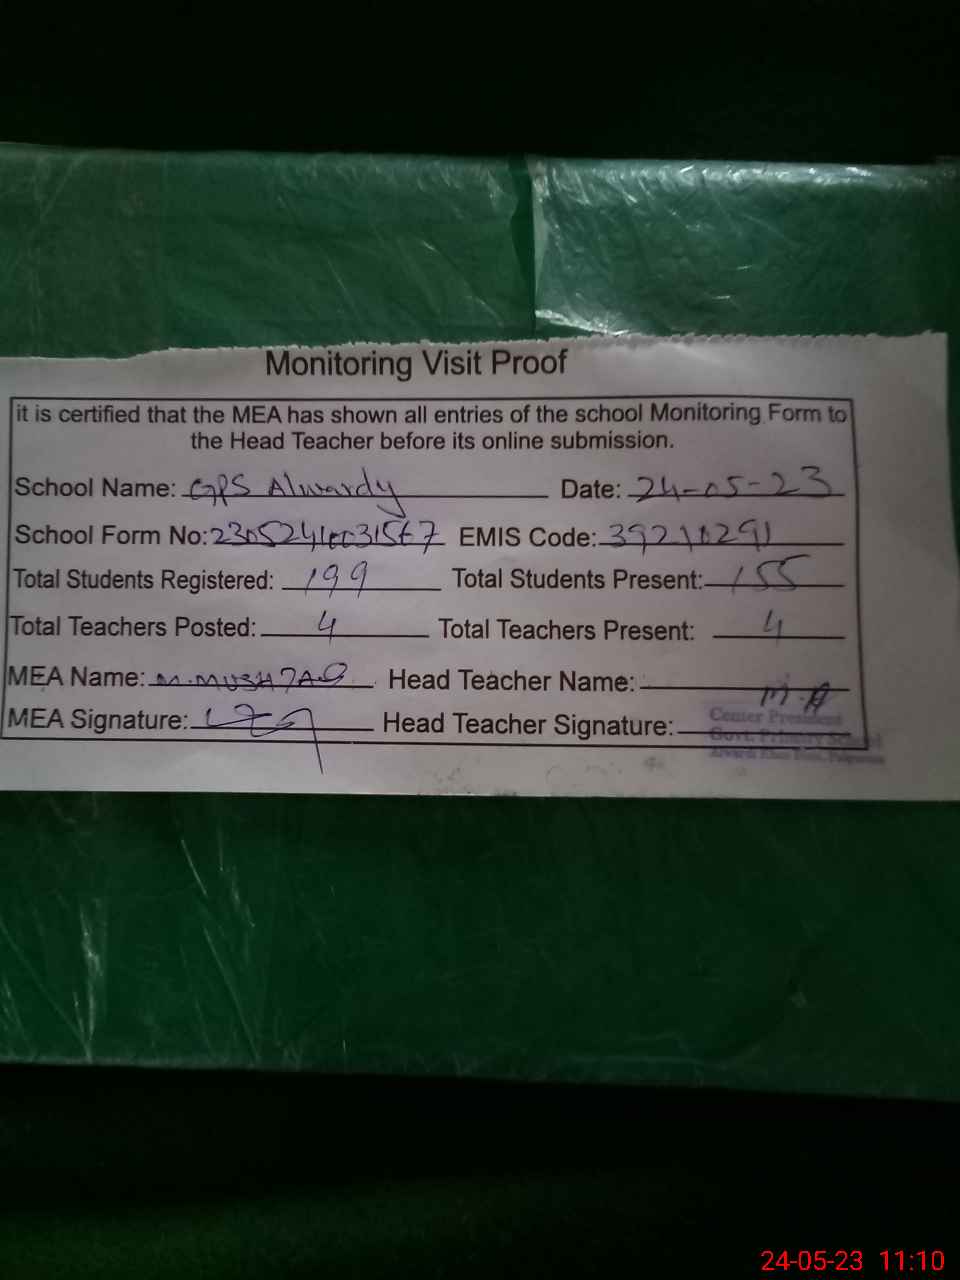 Monitoring Visit Proof
it is certified that the MEA has shown all entries of the school Monitoring Form to
the Head Teacher before its online submission.
School Name: GPS Alwardy Date: 24-05-23
School Form No: EMIS Code: 39210291
Total Students Registered: 199 Total Students Present: 155
Total Teachers Posted: 4 Total Teachers Present: 4
MEA Name: M. MUSHTAQ Head Teacher Name:
MEA Signature: Head Teacher Signature:
Center President
Govt. Primary School
24-05-23 11:10